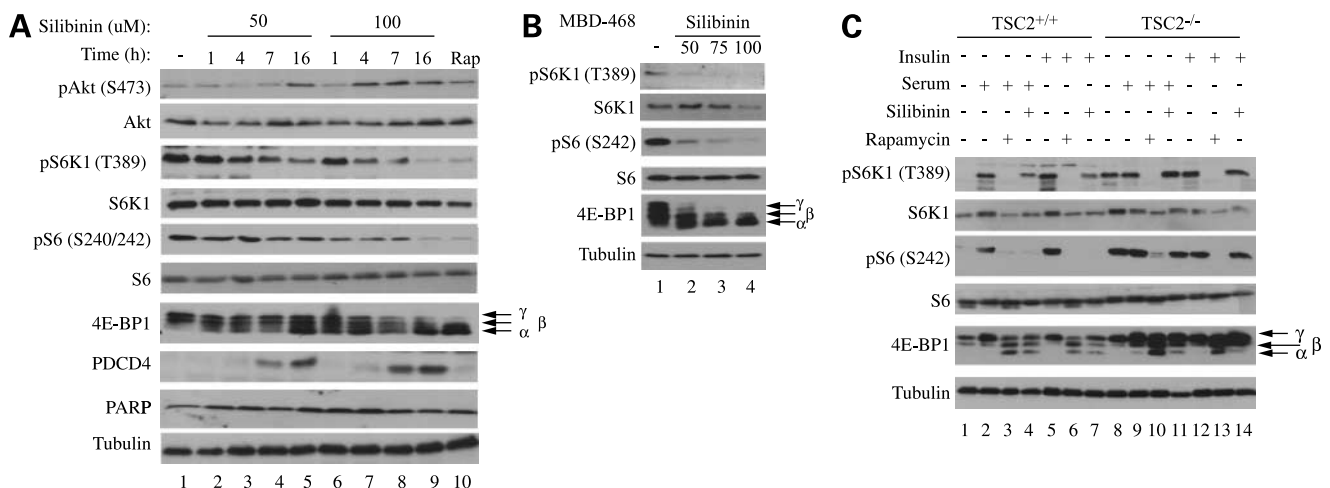 A
Silibinin (uM): 50 100
Time (h): - 1 4 7 16 1 4 7 16 Rap
pAkt (S473)
Akt
pS6K1 (T389)
S6K1
pS6 (S240/242)
S6
4E-BP1 γ β α
PDCD4
PARP
Tubulin
1 2 3 4 5 6 7 8 9 10
B
MBD-468 Silibinin
- 50 75 100
pS6K1 (T389)
S6K1
pS6 (S242)
S6
4E-BP1 γ β α
Tubulin
1 2 3 4
C
TSC2+/+ TSC2-/-
Insulin - - - - + + + - - - - + + +
Serum - + + + - - - - + + + - - -
Silibinin - - - + - - + - - - + - - +
Rapamycin - - + - - + - - - + - - + -
pS6K1 (T389)
S6K1
pS6 (S242)
S6
4E-BP1 γ β α
Tubulin
1 2 3 4 5 6 7 8 9 10 11 12 13 14